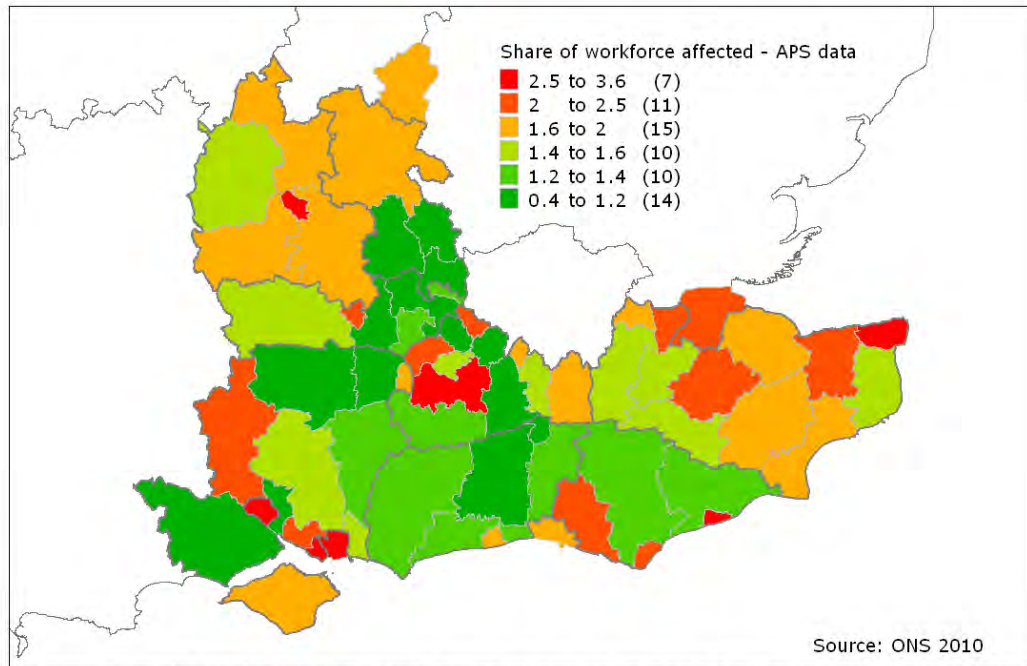 Share of workforce affected - APS data
2.5 to 3.6 (7)
2 to 2.5 (11)
1.6 to 2 (15)
1.4 to 1.6 (10)
1.2 to 1.4 (10)
0.4 to 1.2 (14)
Source: ONS 2010